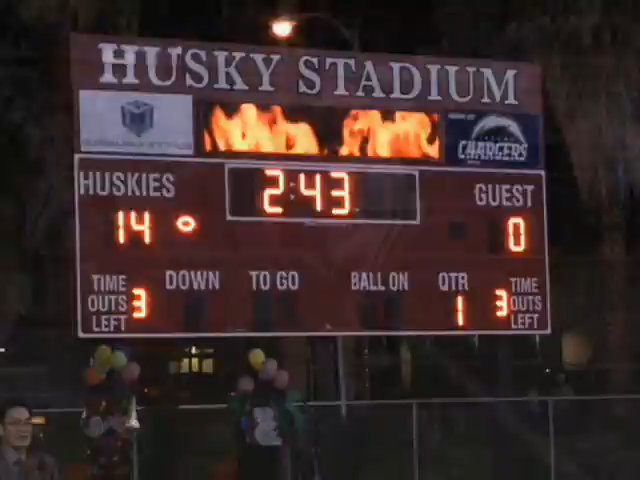 HUSKY STADIUM
CHARGERS
HUSKIES 2:43 GUEST
14 0
TIME OUTS LEFT 3 DOWN TO GO BALL ON QTR 1 3 TIME OUTS LEFT